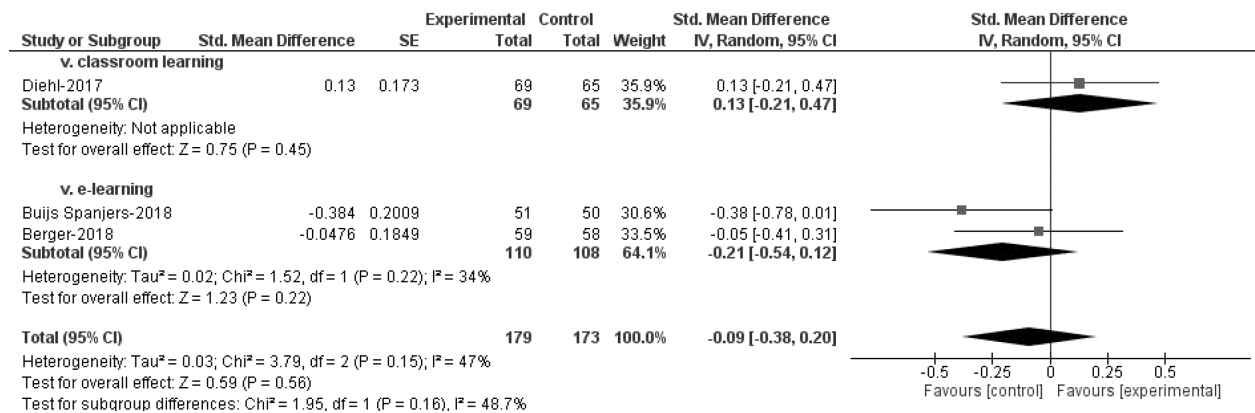 Experimental Control Std. Mean Difference Std. Mean Difference
Study or Subgroup Std. Mean Difference SE Total Total Weight IV, Random, 95% CI IV, Random, 95% CI
v. classroom learning
Diehl-2017 0.13 0.173 69 65 35.9% 0.13 [-0.21, 0.47]
Subtotal (95% CI) 69 65 35.9% 0.13 [-0.21, 0.47]
Heterogeneity: Not applicable
Test for overall effect: Z = 0.75 (P = 0.45)
v. e-learning
Buijs Spanjers-2018 -0.384 0.2009 51 50 30.6% -0.38 [-0.78, 0.01]
Berger-2018 -0.0476 0.1849 59 58 33.5% -0.05 [-0.41, 0.31]
Subtotal (95% CI) 110 108 64.1% -0.21 [-0.54, 0.12]
Heterogeneity: Tau² = 0.02; Chi² = 1.52, df = 1 (P = 0.22); I² = 34%
Test for overall effect: Z = 1.23 (P = 0.22)
Total (95% CI) 179 173 100.0% -0.09 [-0.38, 0.20]
Heterogeneity: Tau² = 0.03; Chi² = 3.79, df = 2 (P = 0.15); I² = 47%
Test for overall effect: Z = 0.59 (P = 0.56)
Test for subgroup differences: Chi² = 1.95, df = 1 (P = 0.16), I² = 48.7%
-0.5 -0.25 0 0.25 0.5
Favours [control] Favours [experimental]